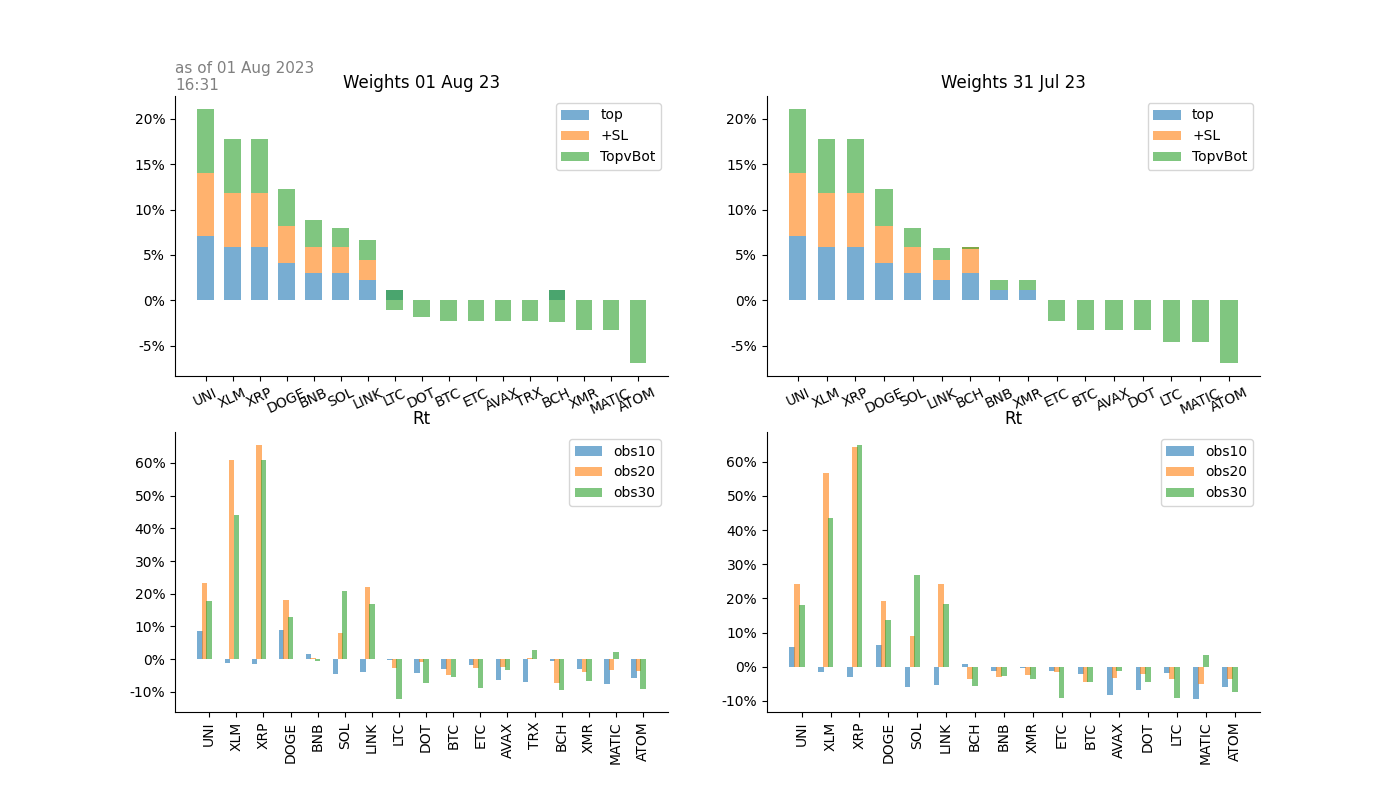 as of 01 Aug 2023
16:31
Weights 01 Aug 23
20%
15%
10%
5%
0%
-5%
top
+SL
TopvBot
UNI XLM XRP DOGE BNB SOL LINK LTC DOT BTC ETC AVAX TRX BCH XMR MATIC ATOM
Weights 31 Jul 23
20%
15%
10%
5%
0%
-5%
top
+SL
TopvBot
UNI XLM XRP DOGE SOL LINK BCH BNB XMR ETC BTC AVAX DOT LTC MATIC ATOM
Rt
60%
50%
40%
30%
20%
10%
0%
-10%
obs10
obs20
obs30
UNI XLM XRP DOGE BNB SOL LINK LTC DOT BTC ETC AVAX TRX BCH XMR MATIC ATOM
Rt
60%
50%
40%
30%
20%
10%
0%
-10%
obs10
obs20
obs30
UNI XLM XRP DOGE SOL LINK BCH BNB XMR ETC BTC AVAX DOT LTC MATIC ATOM